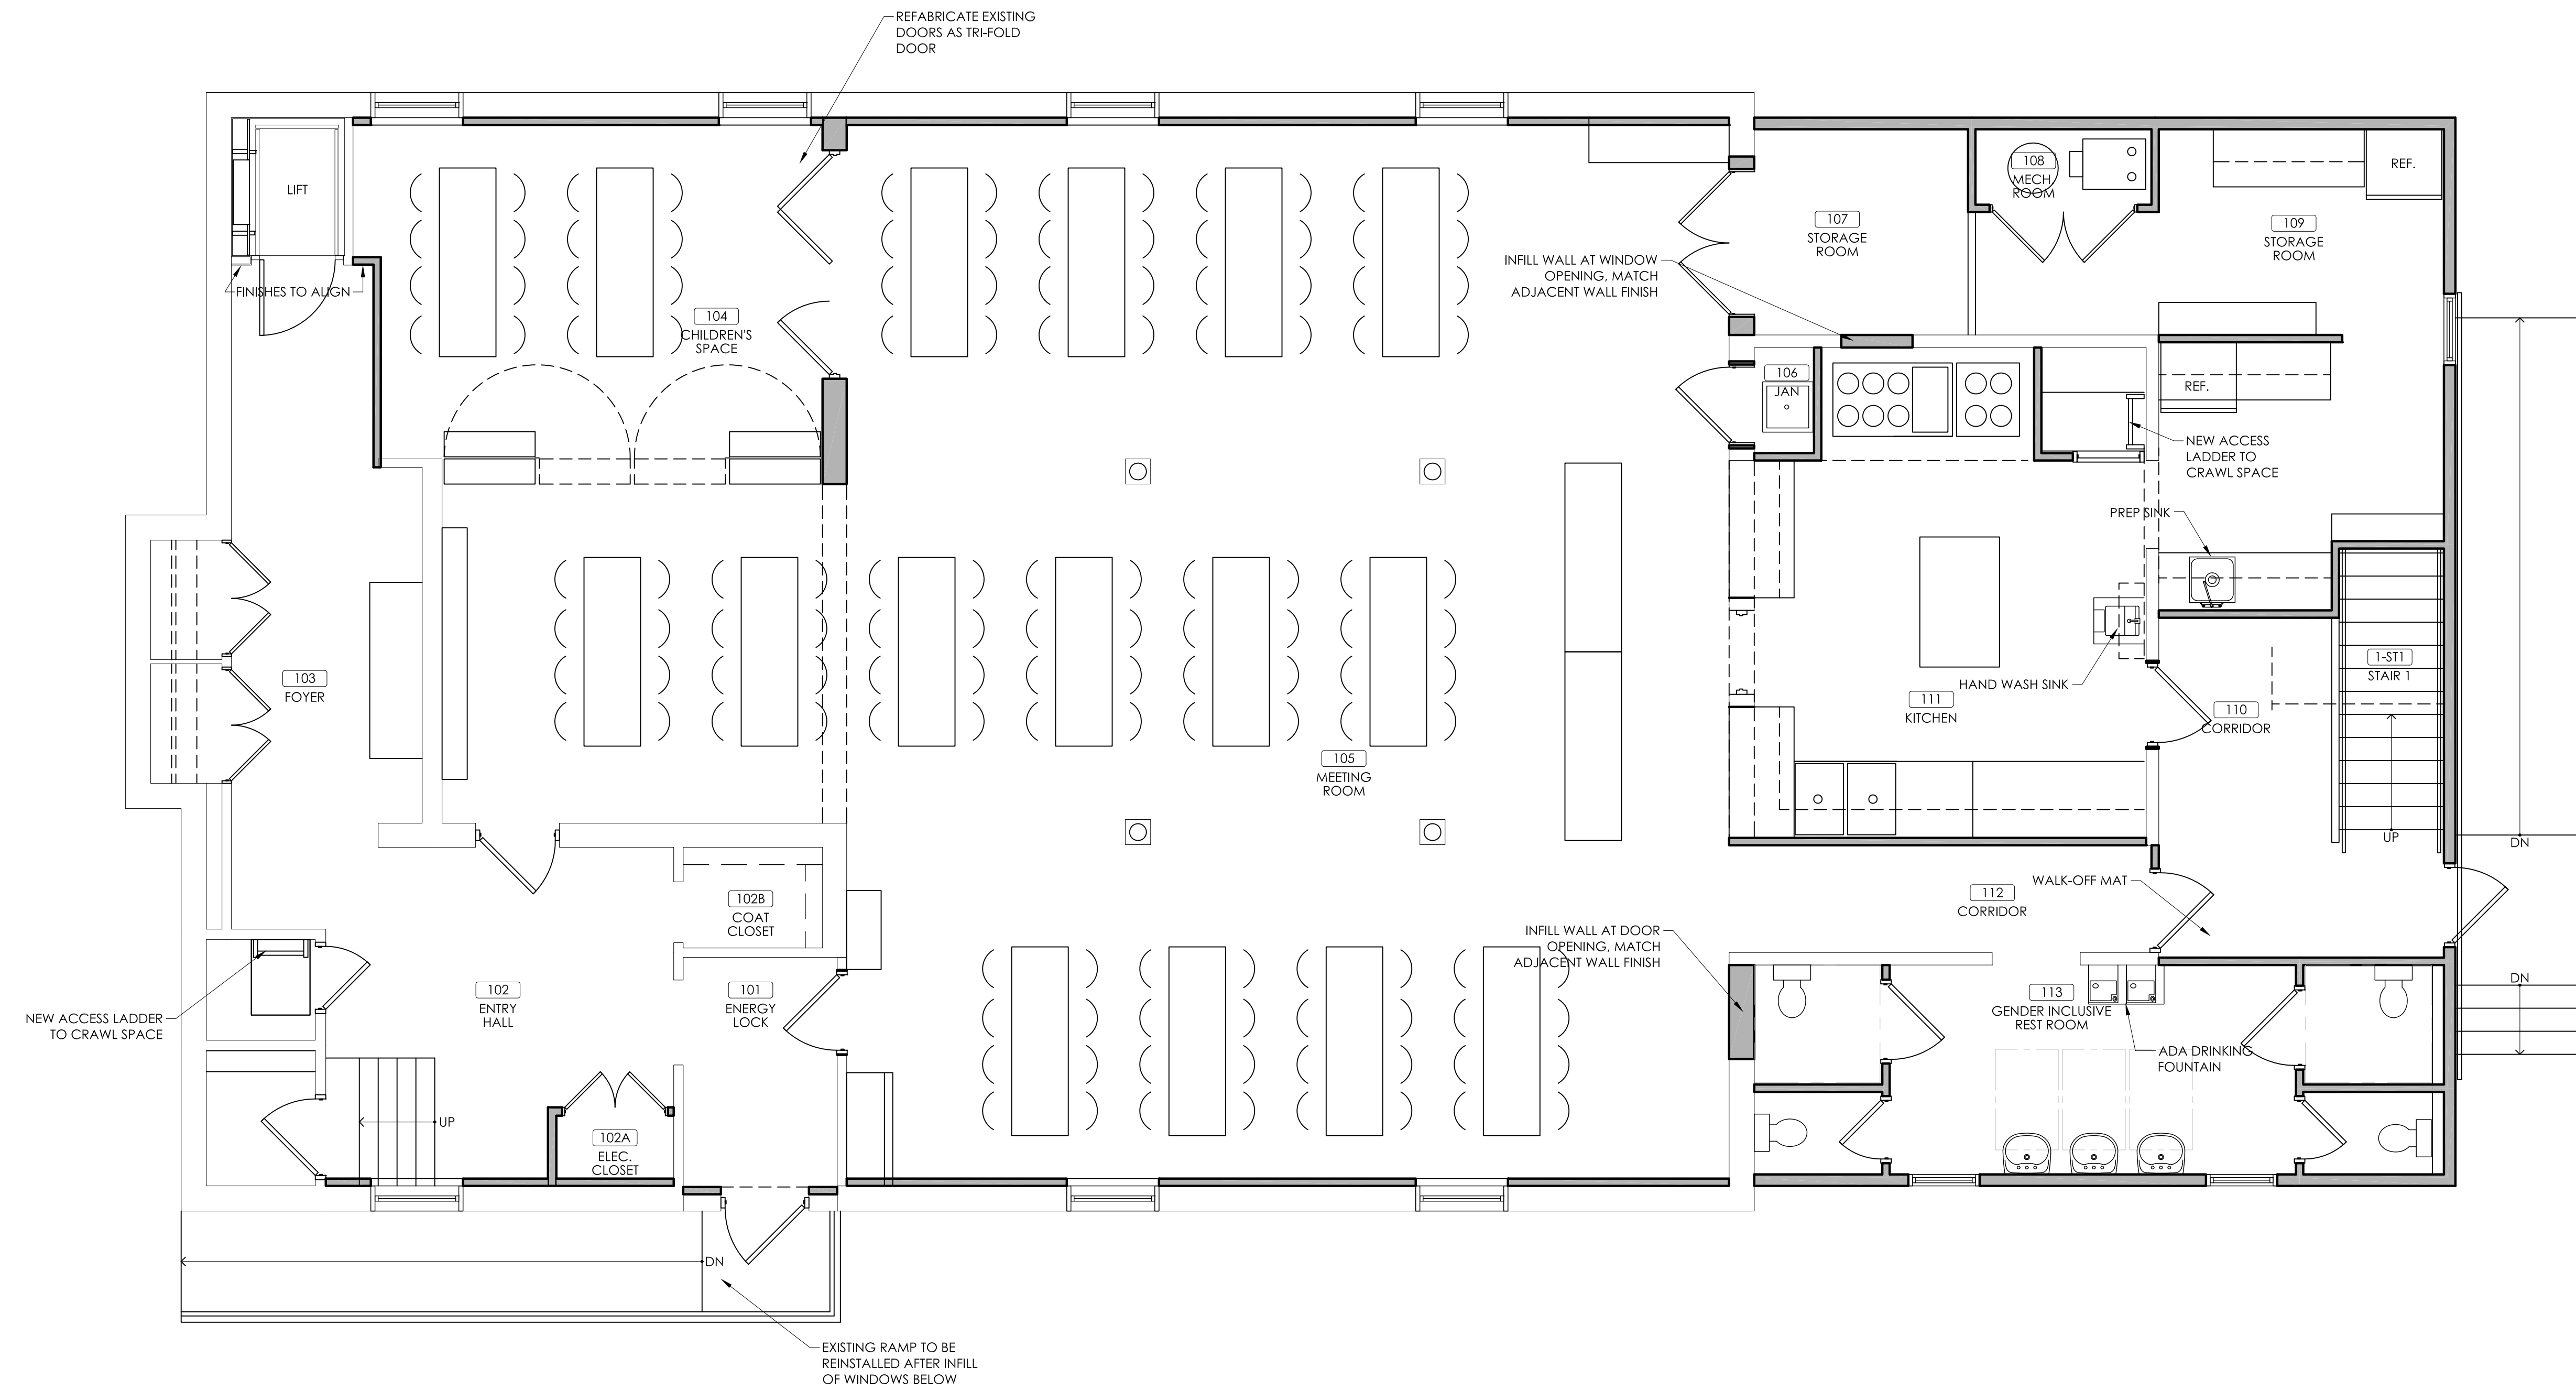 REFABRICATE EXISTING
DOORS AS TRI-FOLD
DOOR
LIFT
FINISHES TO ALIGN
104
CHILDREN'S
SPACE
INFILL WALL AT WINDOW
OPENING, MATCH
ADJACENT WALL FINISH
107
STORAGE
ROOM
108
MECH
ROOM
REF.
109
STORAGE
ROOM
106
JAN
REF.
NEW ACCESS
LADDER TO
CRAWL SPACE
PREP SINK
HAND WASH SINK
103
FOYER
111
KITCHEN
110
CORRIDOR
1-ST1
STAIR 1
UP
DN
105
MEETING
ROOM
102B
COAT
CLOSET
WALK-OFF MAT
112
CORRIDOR
INFILL WALL AT DOOR
OPENING, MATCH
ADJACENT WALL FINISH
DN
NEW ACCESS LADDER
TO CRAWL SPACE
102
ENTRY
HALL
101
ENERGY
LOCK
113
GENDER INCLUSIVE
REST ROOM
ADA DRINKING
FOUNTAIN
UP
102A
ELEC.
CLOSET
DN
EXISTING RAMP TO BE
REINSTALLED AFTER INFILL
OF WINDOWS BELOW